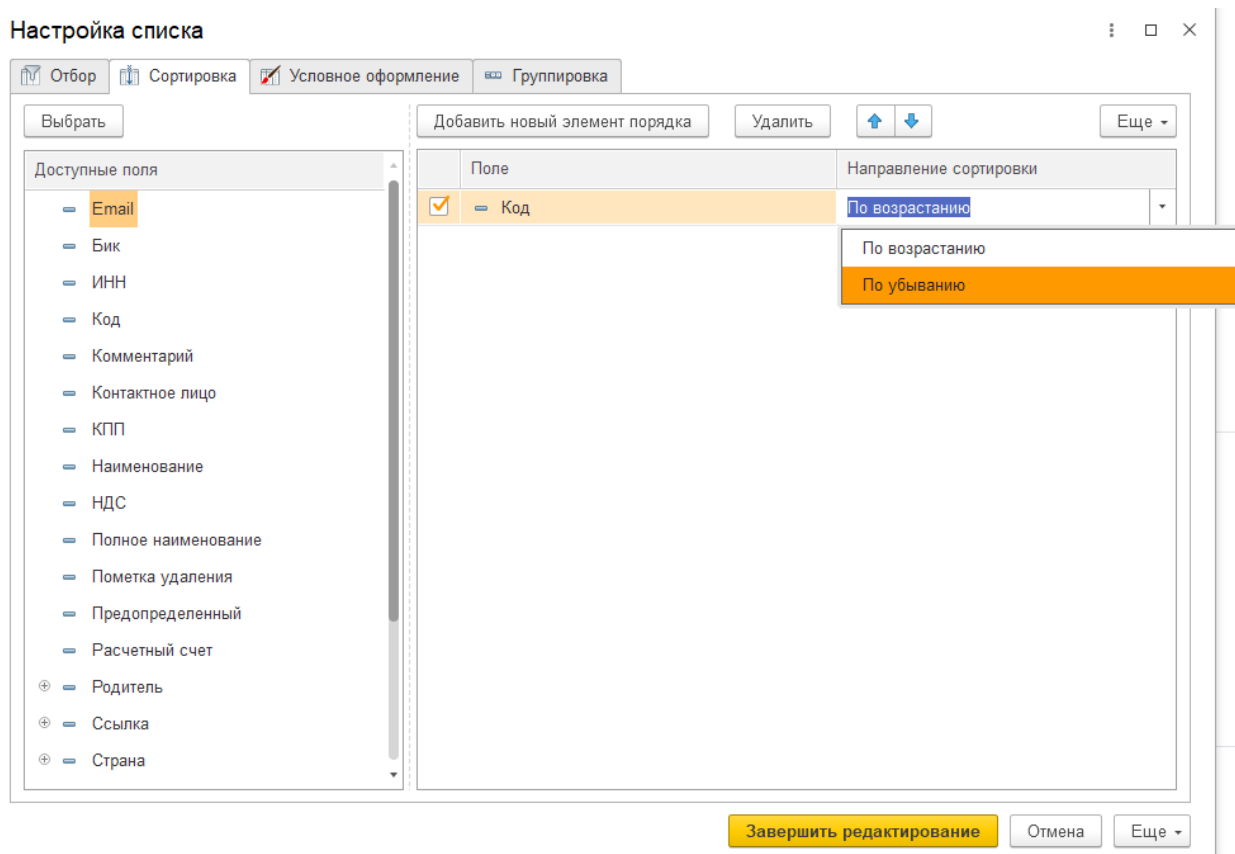 Настройка списка
Отбор Сортировка Условное оформление Группировка
Выбрать Добавить новый элемент порядка Удалить Еще
Доступные поля Поле Направление сортировки
Email Код По возрастанию
Бик По возрастанию
ИНН По убыванию
Код
Комментарий
Контактное лицо
КПП
Наименование
НДС
Полное наименование
Пометка удаления
Предопределенный
Расчетный счет
Родитель
Ссылка
Страна
Завершить редактирование Отмена Еще